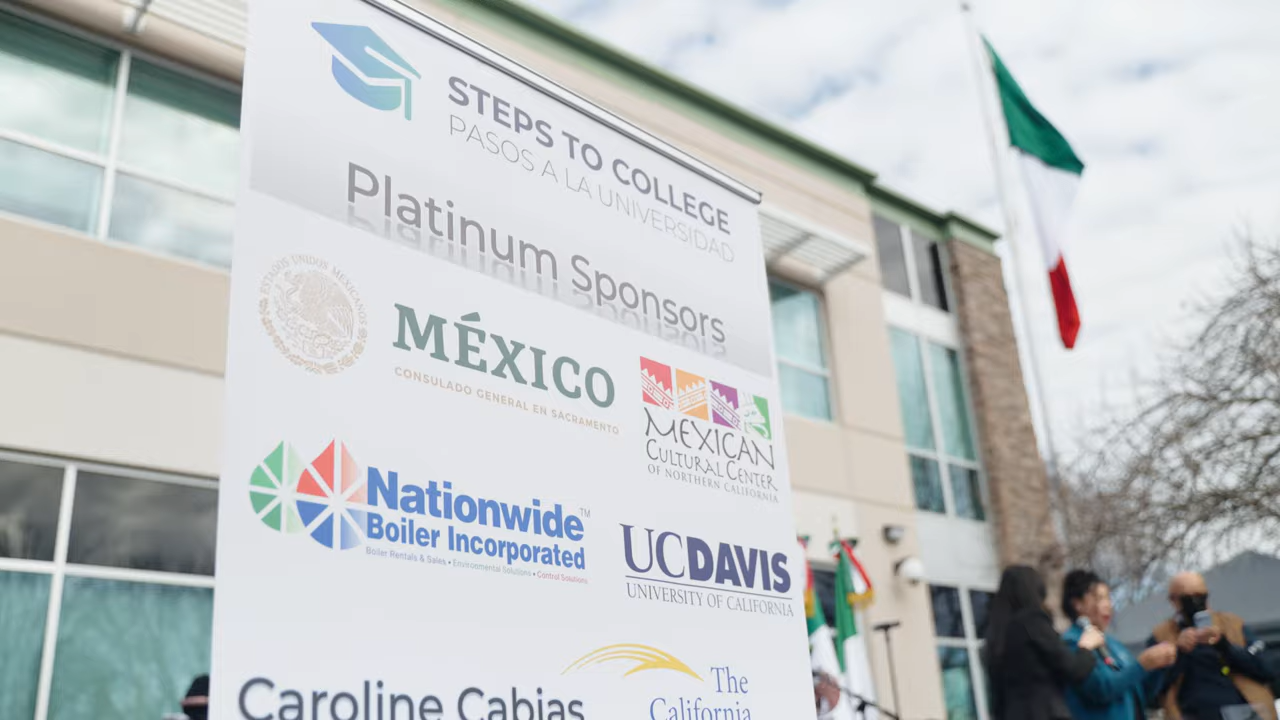 STEPS TO COLLEGE
PASOS A LA UNIVERSIDAD
Platinum Sponsors
ESTADOS UNIDOS MEXICANOS
MÉXICO
CONSULADO GENERAL EN SACRAMENTO
MEXICAN
CULTURAL CENTER
OF NORTHERN CALIFORNIA
Nationwide™
Boiler Incorporated
Boiler Rentals & Sales • Environmental Solutions • Control Solutions
UCDAVIS
UNIVERSITY OF CALIFORNIA
Caroline Cabias
The
California